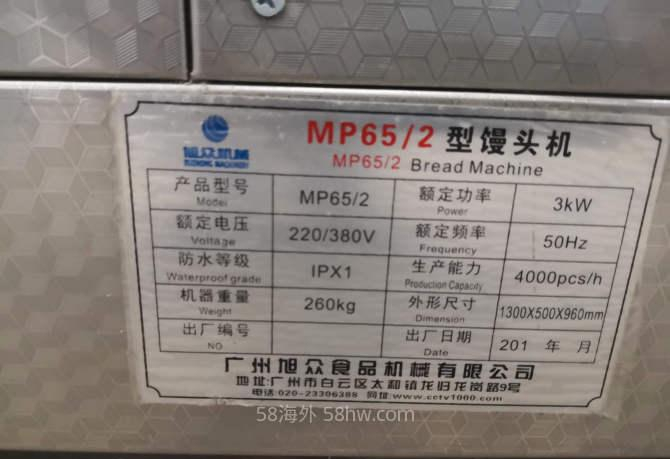 旭众机械
XUZHONG MACHINERY
MP65/2 型馒头机
MP65/2 Bread Machine
产品型号 Model MP65/2 额定功率 Power 3kW
额定电压 Voltage 220/380V 额定频率 Frequency 50Hz
防水等级 Waterproof grade IPX1 生产能力 Production Capacity 4000pcs/h
机器重量 Weight 260kg 外形尺寸 Dimension 1300X500X960mm
出厂编号 NO 出厂日期 Date 201 年 月
广州旭众食品机械有限公司
地址:广州市白云区太和镇龙归龙岗路9号
电话:020-23306388 网址:www.cctv1000.com
58海外 58hw.com